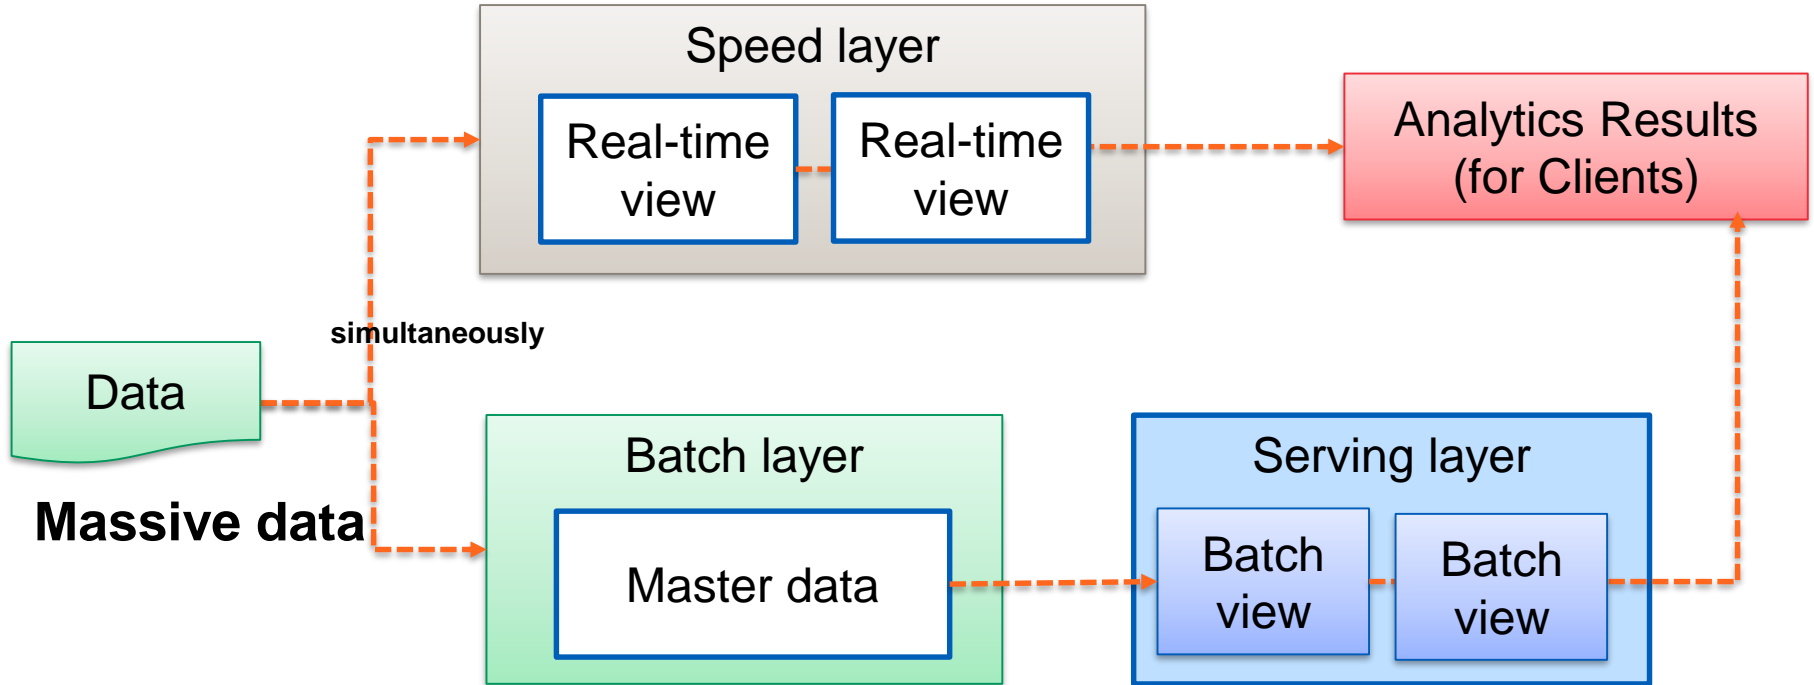 Speed layer
Real-time
view
Real-time
view
Analytics Results
(for Clients)
simultaneously
Data
Massive data
Batch layer
Master data
Serving layer
Batch
view
Batch
view